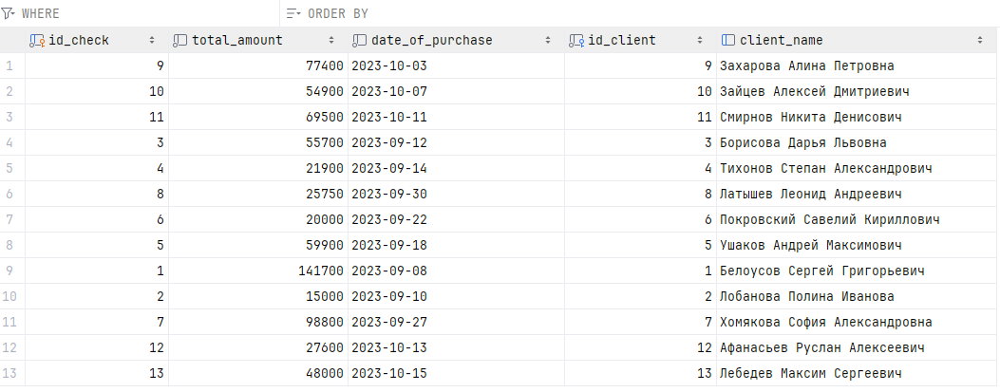 WHERE ORDER BY
id_check total_amount date_of_purchase id_client client_name
1 9 77400 2023-10-03 9 Захарова Алина Петровна
2 10 54900 2023-10-07 10 Зайцев Алексей Дмитриевич
3 11 69500 2023-10-11 11 Смирнов Никита Денисович
4 3 55700 2023-09-12 3 Борисова Дарья Львовна
5 4 21900 2023-09-14 4 Тихонов Степан Александрович
6 8 25750 2023-09-30 8 Латышев Леонид Андреевич
7 6 20000 2023-09-22 6 Покровский Савелий Кириллович
8 5 59900 2023-09-18 5 Ушаков Андрей Максимович
9 1 141700 2023-09-08 1 Белоусов Сергей Григорьевич
10 2 15000 2023-09-10 2 Лобанова Полина Иванова
11 7 98800 2023-09-27 7 Хомякова София Александровна
12 12 27600 2023-10-13 12 Афанасьев Руслан Алексеевич
13 13 48000 2023-10-15 13 Лебедев Максим Сергеевич